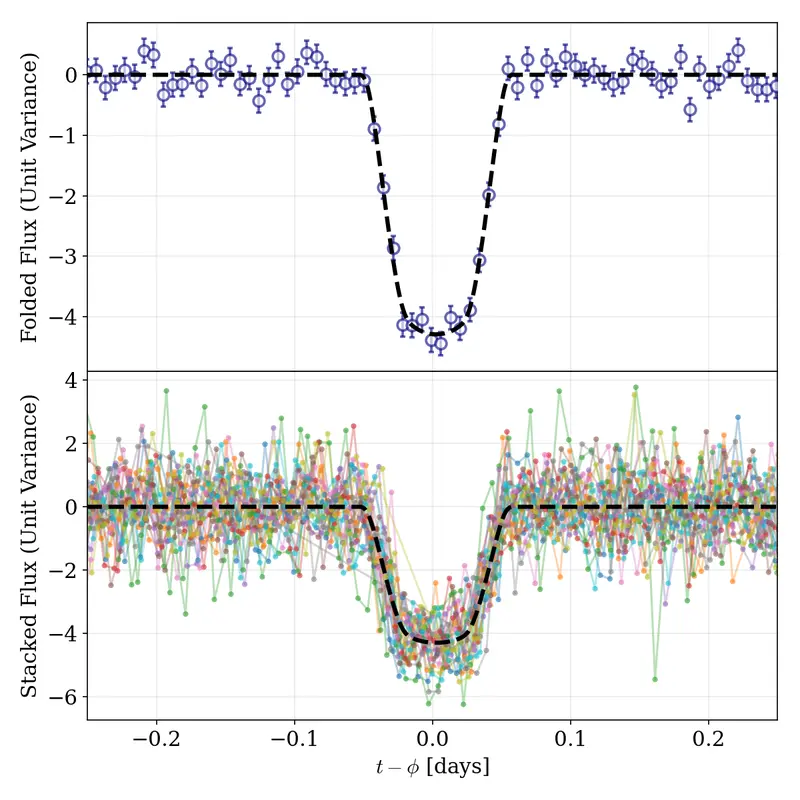 Folded Flux (Unit Variance)
0
−1
−2
−3
−4
Stacked Flux (Unit Variance)
4
2
0
−2
−4
−6
−0.2 −0.1 0.0 0.1 0.2
t − ϕ [days]